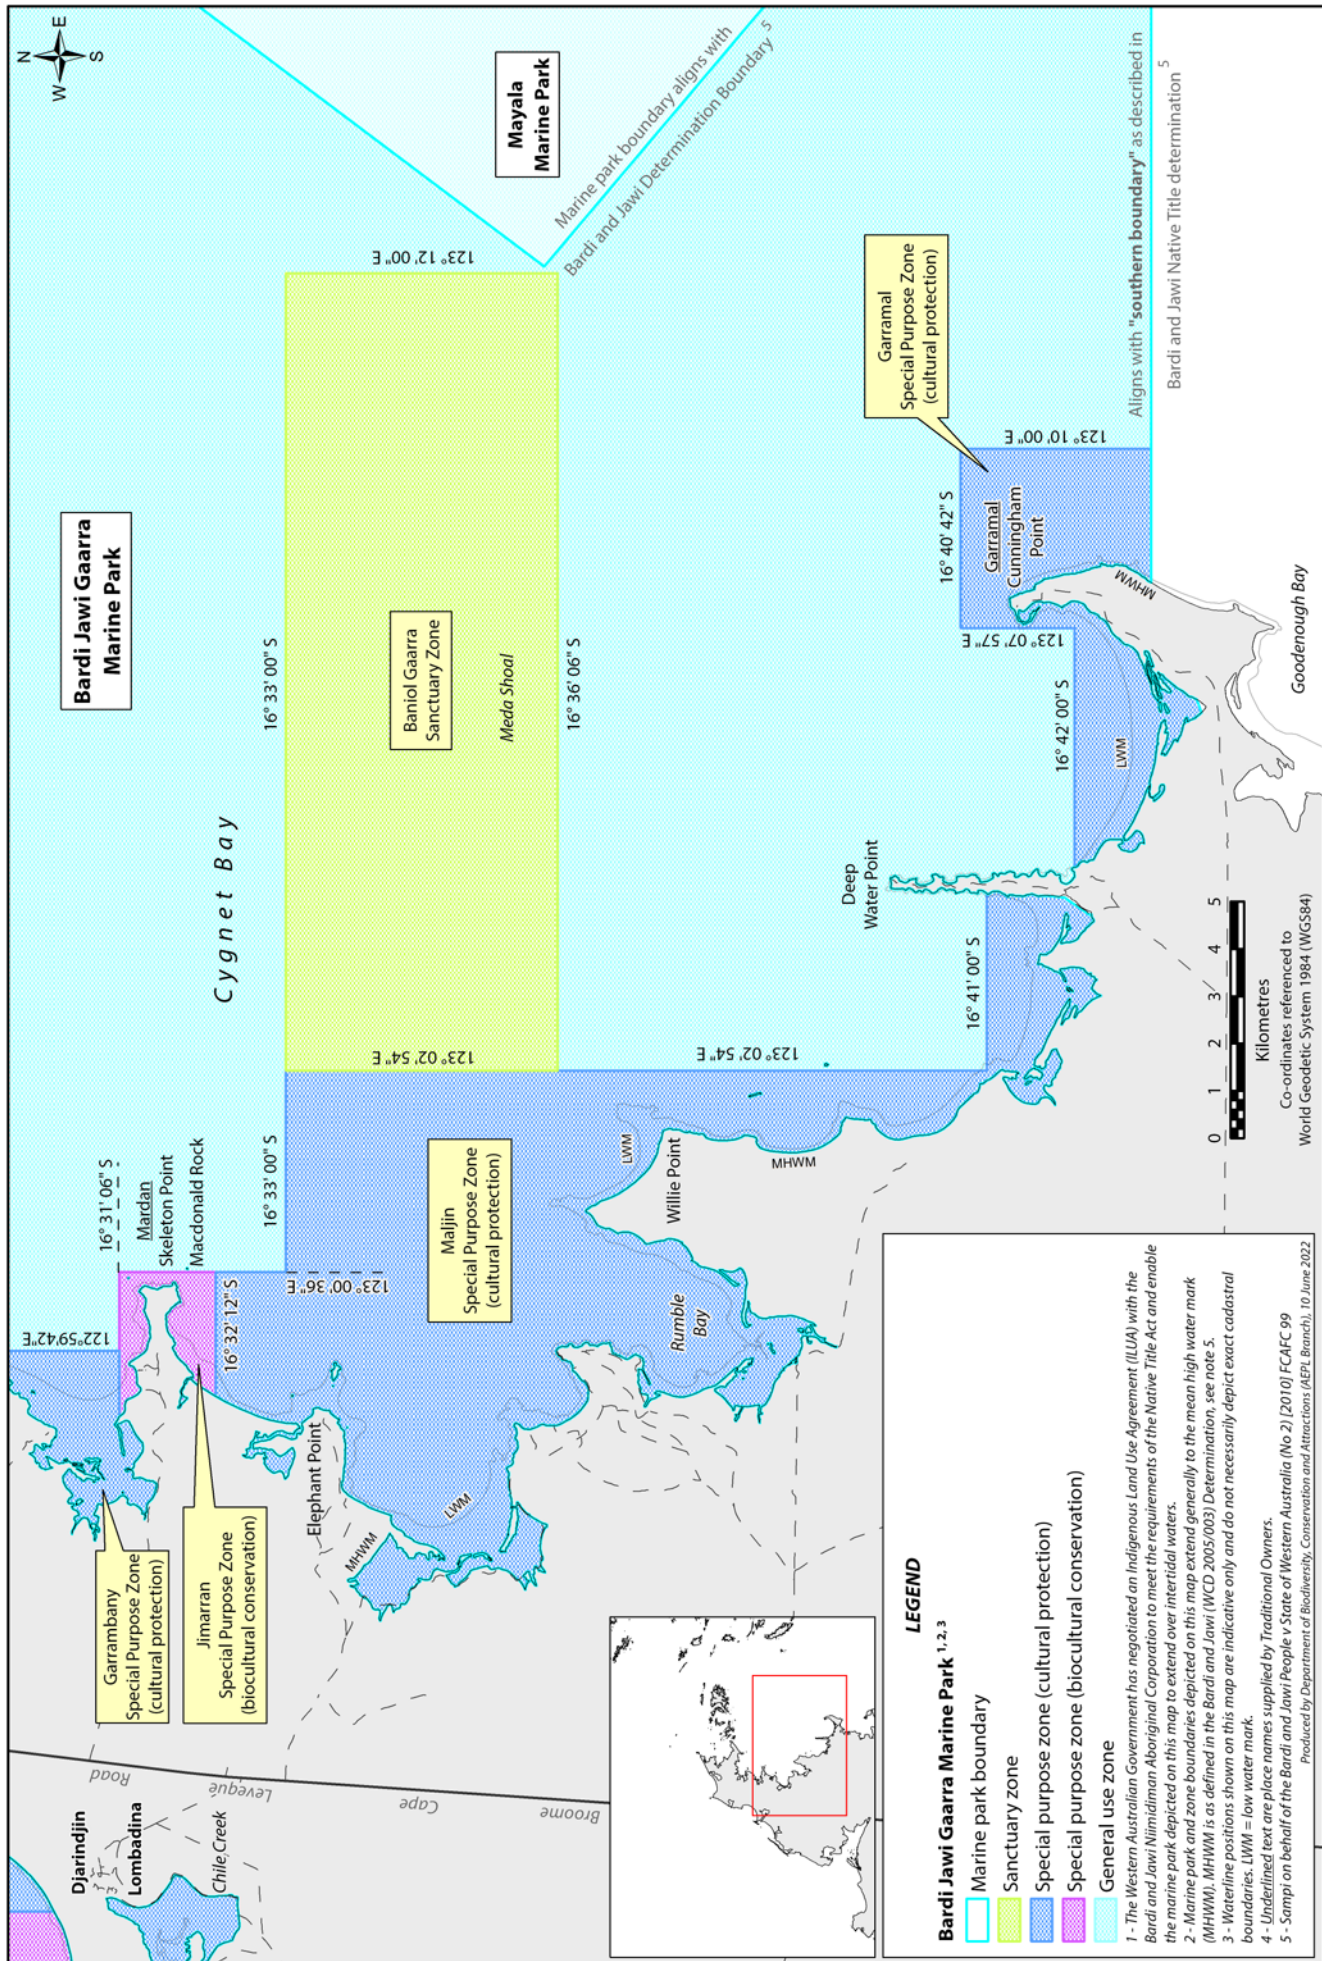 N
E
S
W
Bardi Jawi Gaarra
Marine Park
Mayala
Marine Park
Marine park boundary aligns with
Bardi and Jawi Determination Boundary 5
Cygnet Bay
16° 33' 00" S
Baniol Gaarra
Sanctuary Zone
Meda Shoal
16° 36' 06" S
123° 12' 00" E
123° 02' 54" E
123° 02' 54" E
Djarindjin
Lombadina
Chile Creek
Road
Leveque
Cape
Broome
Garrambany
Special Purpose Zone
(cultural protection)
Jimarran
Special Purpose Zone
(biocultural conservation)
122°59'42"E
16° 31' 06" S
Mardan
Skeleton Point
Macdonald Rock
16° 32' 12" S
16° 33' 00" S
123° 00' 36" E
Elephant Point
MHWM
LWM
Maljin
Special Purpose Zone
(cultural protection)
Rumble
Bay
Willie Point
LWM
MHWM
Deep
Water Point
16° 41' 00" S
16° 42' 00" S
LWM
123° 07' 57" E
16° 40' 42" S
Garramal
Cunningham
Point
MHWM
123° 10' 00" E
Garramal
Special Purpose Zone
(cultural protection)
Aligns with "southern boundary" as described in
Bardi and Jawi Native Title determination 5
Goodenough Bay
0 1 2 3 4 5
Kilometres
Co-ordinates referenced to
World Geodetic System 1984 (WGS84)
LEGEND
Bardi Jawi Gaarra Marine Park 1, 2, 3
Marine park boundary
Sanctuary zone
Special purpose zone (cultural protection)
Special purpose zone (biocultural conservation)
General use zone
1 - The Western Australian Government has negotiated an Indigenous Land Use Agreement (ILUA) with the
Bardi and Jawi Niimidiman Aboriginal Corporation to meet the requirements of the Native Title Act and enable
the marine park depicted on this map to extend over intertidal waters.
2 - Marine park and zone boundaries depicted on this map extend generally to the mean high water mark
(MHWM). MHWM is as defined in the Bardi and Jawi (WCD 2005/003) Determination, see note 5.
3 - Waterline positions shown on this map are indicative only and do not necessarily depict exact cadastral
boundaries. LWM = low water mark.
4 - Underlined text are place names supplied by Traditional Owners.
5 - Sampi on behalf of the Bardi and Jawi People v State of Western Australia (No 2) [2010] FCAFC 99
Produced by Department of Biodiversity, Conservation and Attractions (AEPL Branch), 10 June 2022